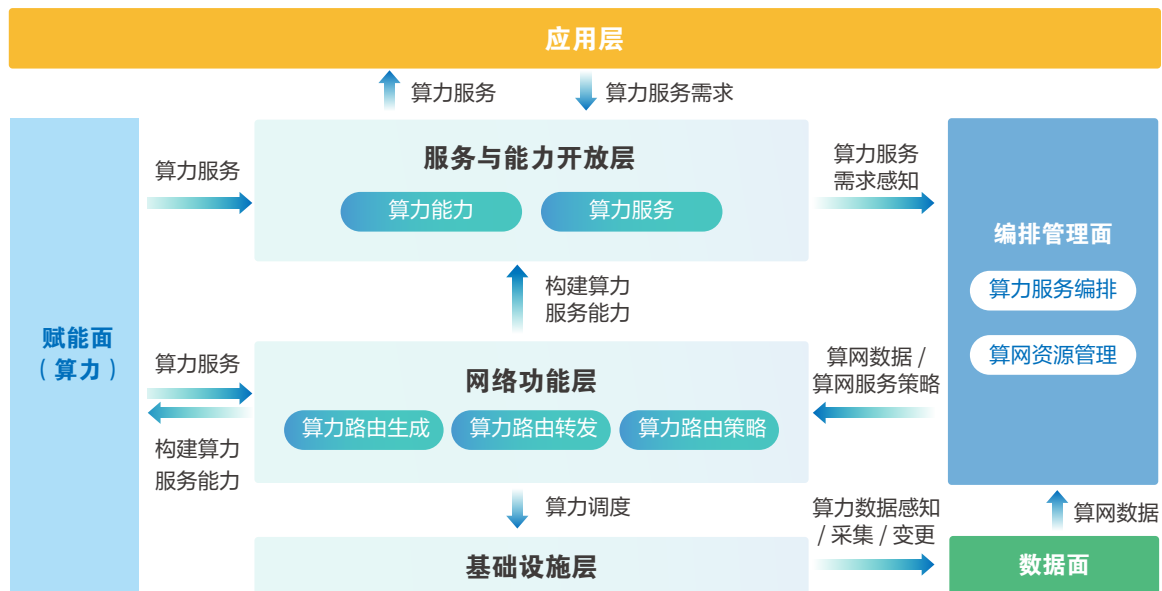 应用层
算力服务
算力服务需求
算力服务
服务与能力开放层
算力能力
算力服务
算力服务
需求感知
编排管理面
算力服务编排
算网资源管理
构建算力
服务能力
赋能面
（算力）
算力服务
构建算力
服务能力
网络功能层
算力路由生成
算力路由转发
算力路由策略
算网数据 /
算网服务策略
算力调度
算力数据感知
/ 采集 / 变更
算网数据
基础设施层
数据面